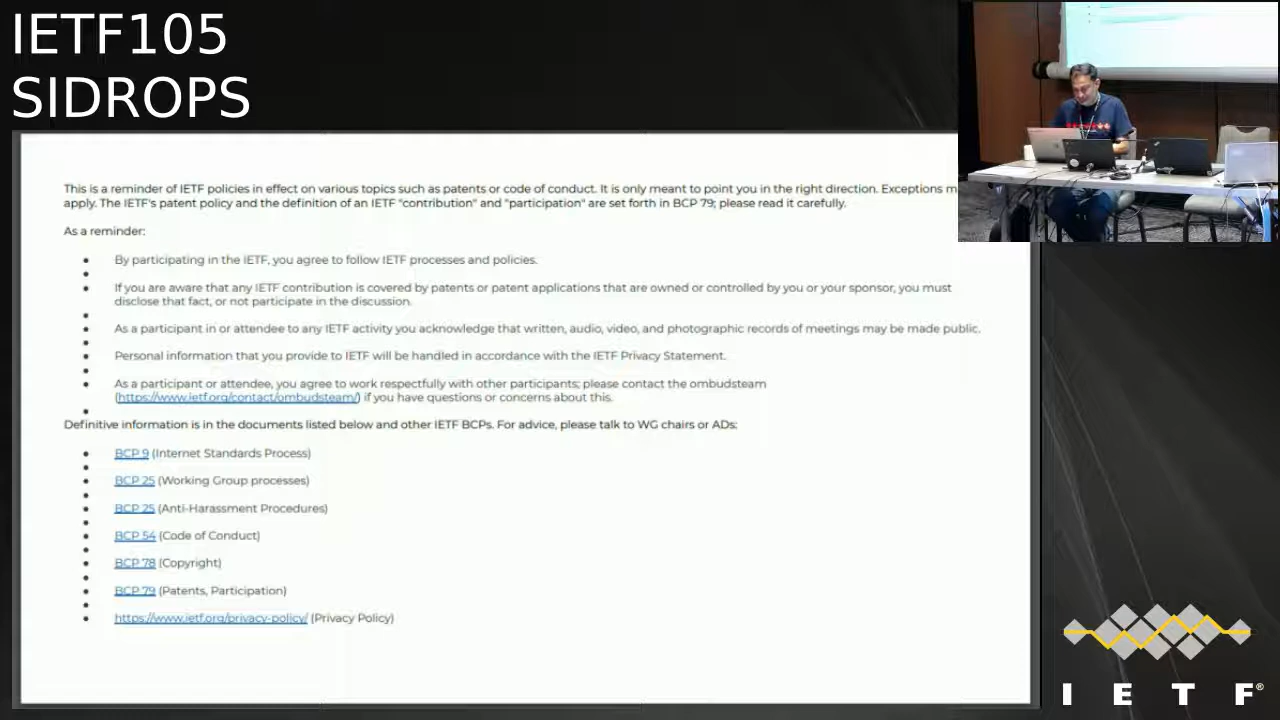 IETF105
SIDROPS
This is a reminder of IETF policies in effect on various topics such as patents or code of conduct. It is only meant to point you in the right direction. Exceptions m
apply. The IETF's patent policy and the definition of an IETF "contribution" and "participation" are set forth in BCP 79; please read it carefully.
As a reminder:
By participating in the IETF, you agree to follow IETF processes and policies.
If you are aware that any IETF contribution is covered by patents or patent applications that are owned or controlled by you or your sponsor, you must
disclose that fact, or not participate in the discussion.
As a participant in or attendee to any IETF activity you acknowledge that written, audio, video, and photographic records of meetings may be made public.
Personal information that you provide to IETF will be handled in accordance with the IETF Privacy Statement.
As a participant or attendee, you agree to work respectfully with other participants; please contact the ombudsteam
(https://www.ietf.org/contact/ombudsteam/) if you have questions or concerns about this.
Definitive information is in the documents listed below and other IETF BCPs. For advice, please talk to WG chairs or ADs:
BCP 9 (Internet Standards Process)
BCP 25 (Working Group processes)
BCP 25 (Anti-Harassment Procedures)
BCP 54 (Code of Conduct)
BCP 78 (Copyright)
BCP 79 (Patents, Participation)
https://www.ietf.org/privacy-policy/ (Privacy Policy)
I E T F®